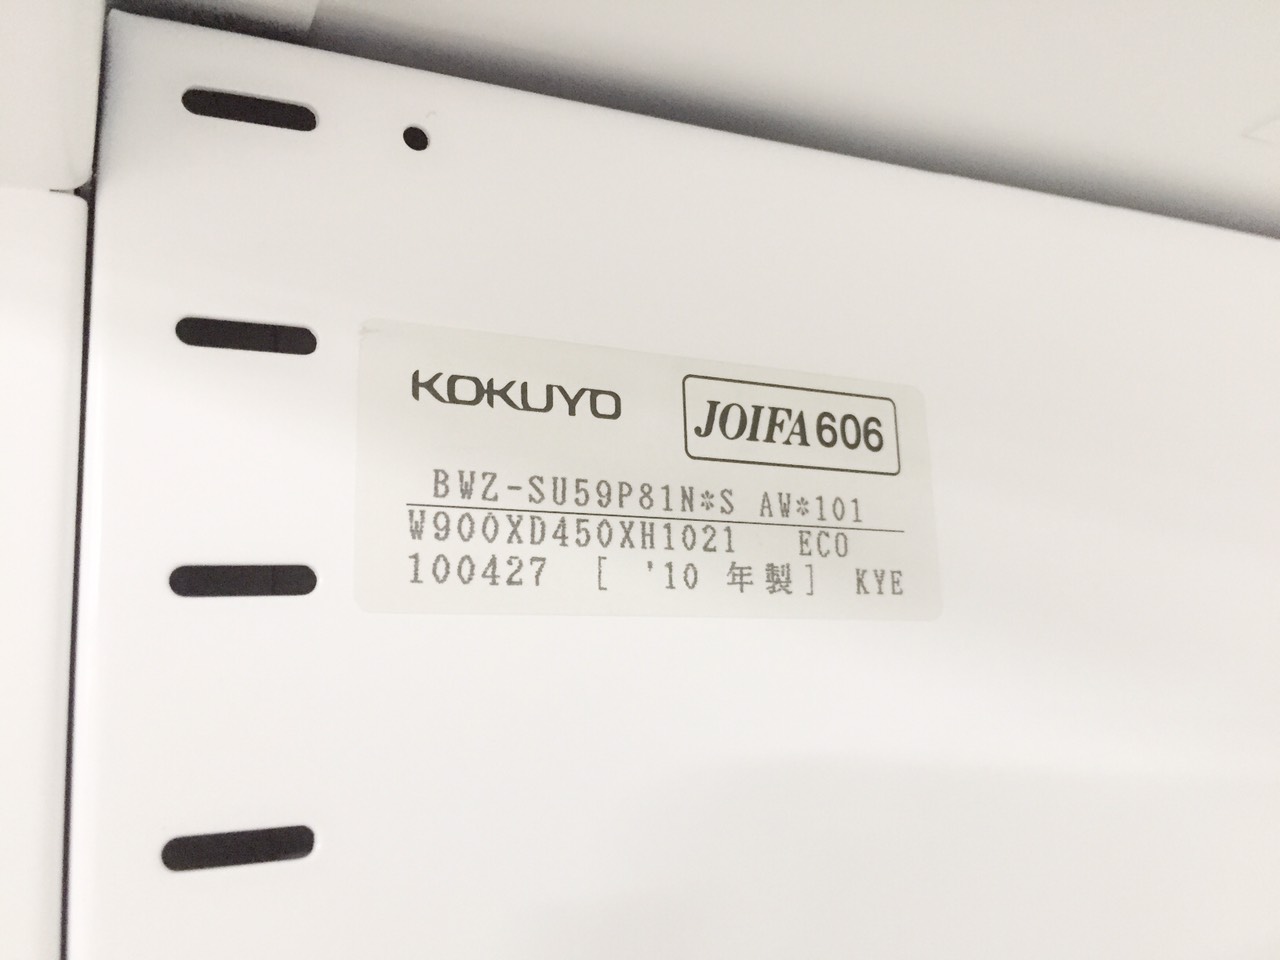 KOKUYO
JOIFA606
BWZ-SU59P81N*S AW*101
W900XD450XH1021 ECO
100427 [ '10 年製] KYE